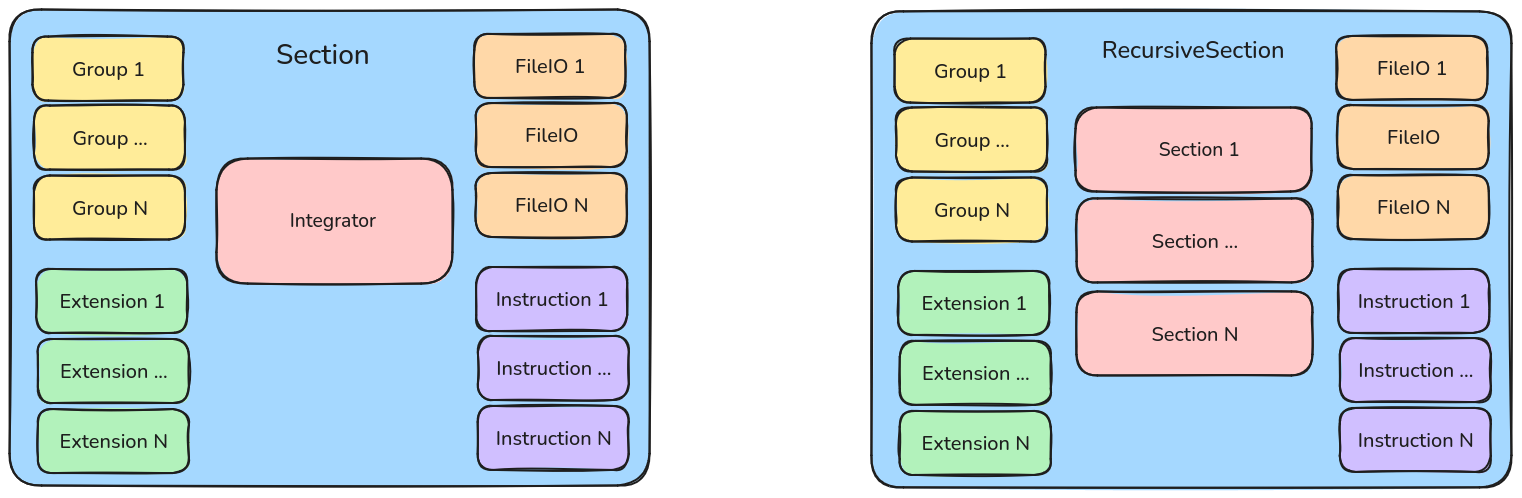 Section
Group 1
Group ...
Group N
Extension 1
Extension ...
Extension N
Integrator
FileIO 1
FileIO
FileIO N
Instruction 1
Instruction ...
Instruction N
RecursiveSection
Group 1
Group ...
Group N
Extension 1
Extension ...
Extension N
Section 1
Section ...
Section N
FileIO 1
FileIO
FileIO N
Instruction 1
Instruction ...
Instruction N